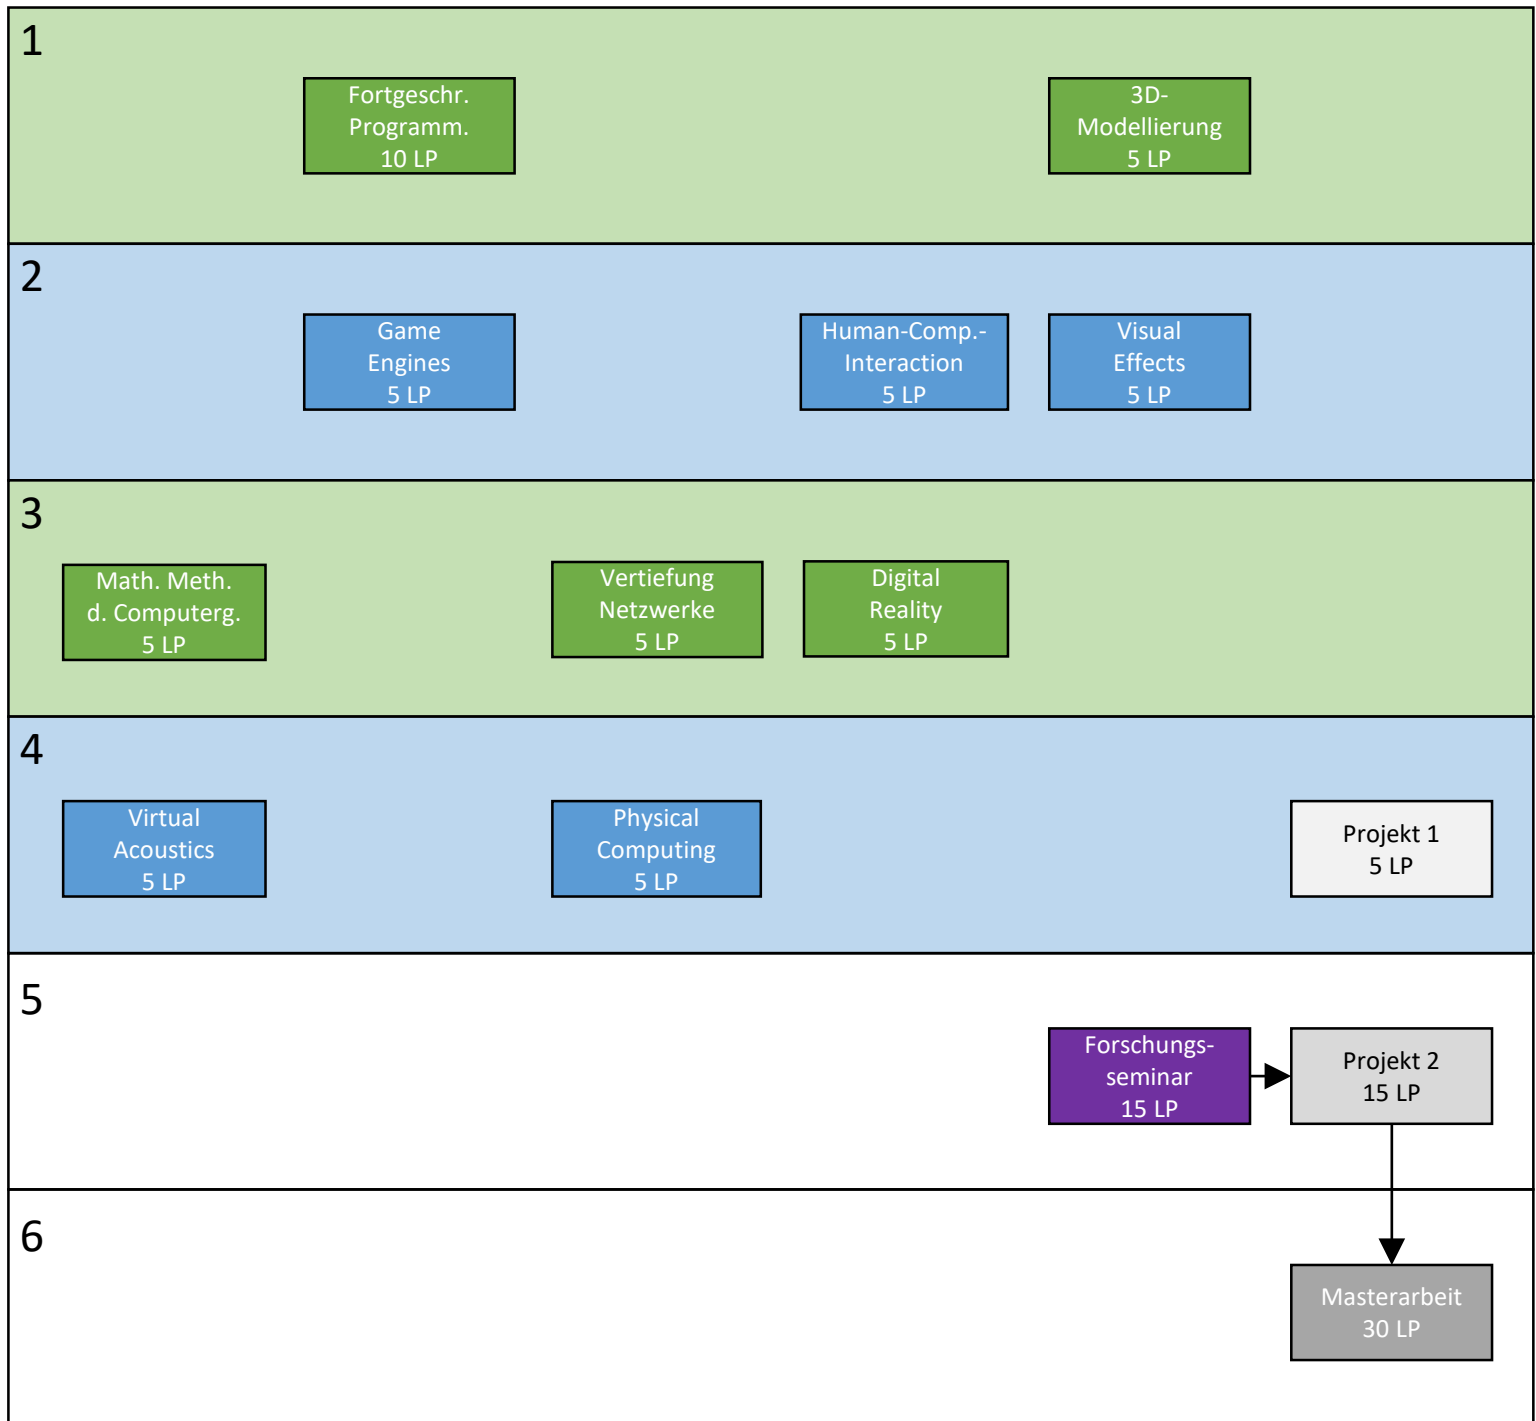 1
Fortgeschr.
Programm.
10 LP
3D-
Modellierung
5 LP
2
Game
Engines
5 LP
Human-Comp.-
Interaction
5 LP
Visual
Effects
5 LP
3
Math. Meth.
d. Computerg.
5 LP
Vertiefung
Netzwerke
5 LP
Digital
Reality
5 LP
4
Virtual
Acoustics
5 LP
Physical
Computing
5 LP
Projekt 1
5 LP
5
Forschungs-
seminar
15 LP
Projekt 2
15 LP
6
Masterarbeit
30 LP